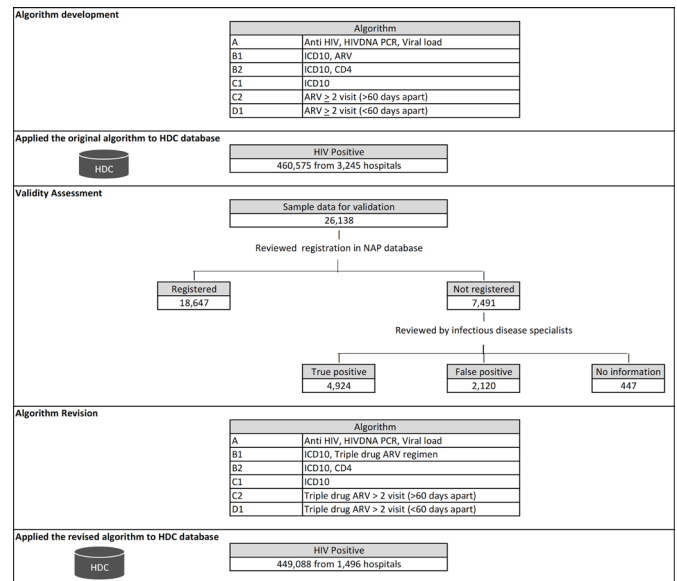 Algorithm development
Algorithm
A Anti HIV, HIVDNA PCR, Viral load
B1 ICD10, ARV
B2 ICD10, CD4
C1 ICD10
C2 ARV ≥ 2 visit (>60 days apart)
D1 ARV ≥ 2 visit (<60 days apart)
Applied the original algorithm to HDC database
HDC
HIV Positive
460,575 from 3,245 hospitals
Validity Assessment
Sample data for validation
26,138
Reviewed registration in NAP database
Registered Not registered
18,647 7,491
Reviewed by infectious disease specialists
True positive False positive No information
4,924 2,120 447
Algorithm Revision
Algorithm
A Anti HIV, HIVDNA PCR, Viral load
B1 ICD10, Triple drug ARV regimen
B2 ICD10, CD4
C1 ICD10
C2 Triple drug ARV > 2 visit (>60 days apart)
D1 Triple drug ARV > 2 visit (<60 days apart)
Applied the revised algorithm to HDC database
HDC
HIV Positive
449,088 from 1,496 hospitals